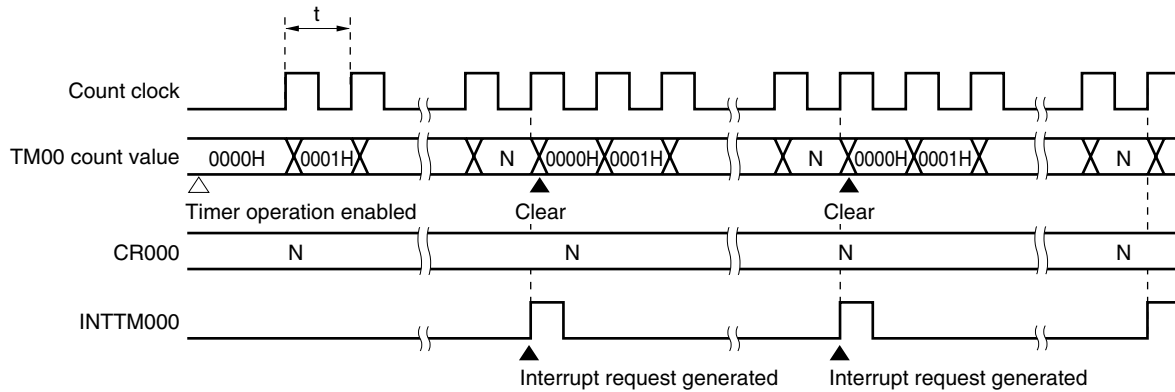 t
Count clock
TM00 count value 0000H 0001H N 0000H 0001H N 0000H 0001H N
Timer operation enabled Clear Clear
CR000 N N N N
INTTM000
Interrupt request generated Interrupt request generated